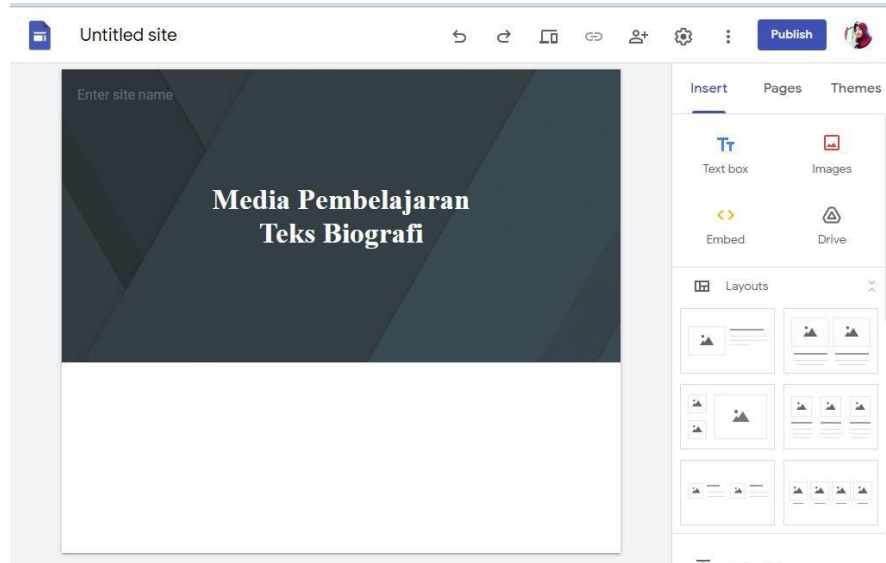 Untitled site
Publish
Enter site name
Media Pembelajaran
Teks Biografi
Insert Pages Themes
Text box Images
Embed Drive
Layouts